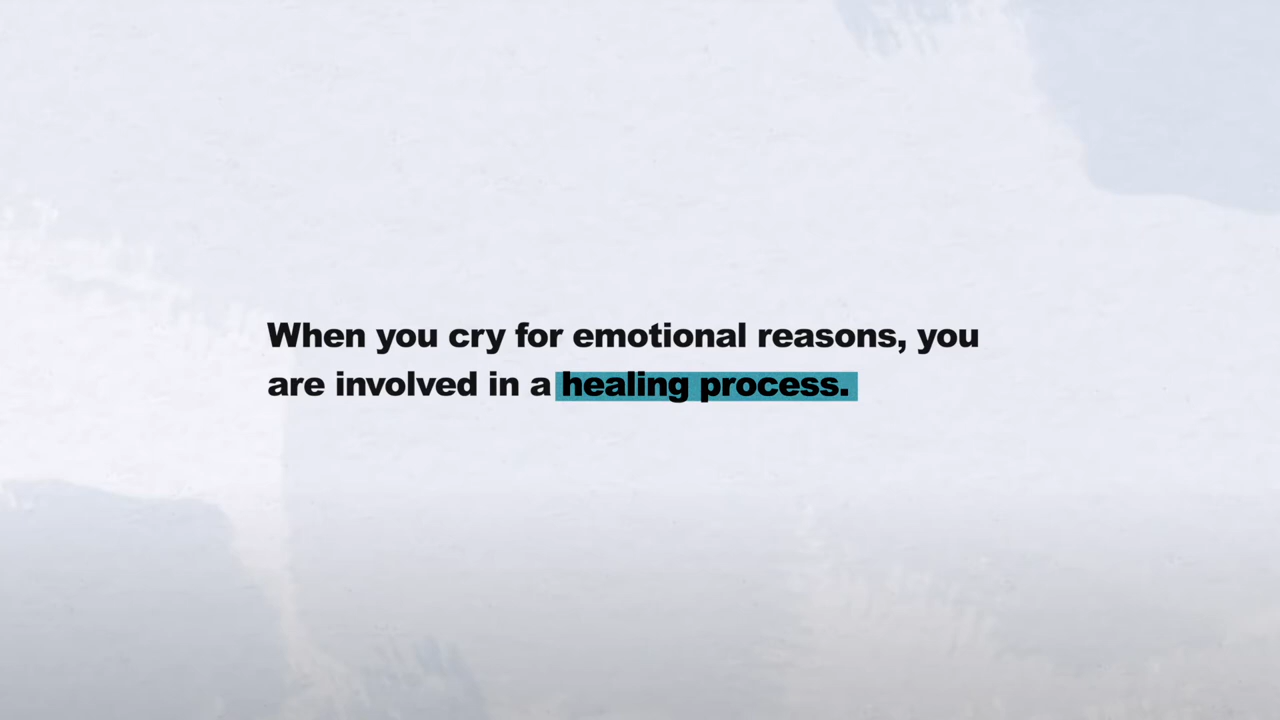 When you cry for emotional reasons, you
are involved in a healing process.